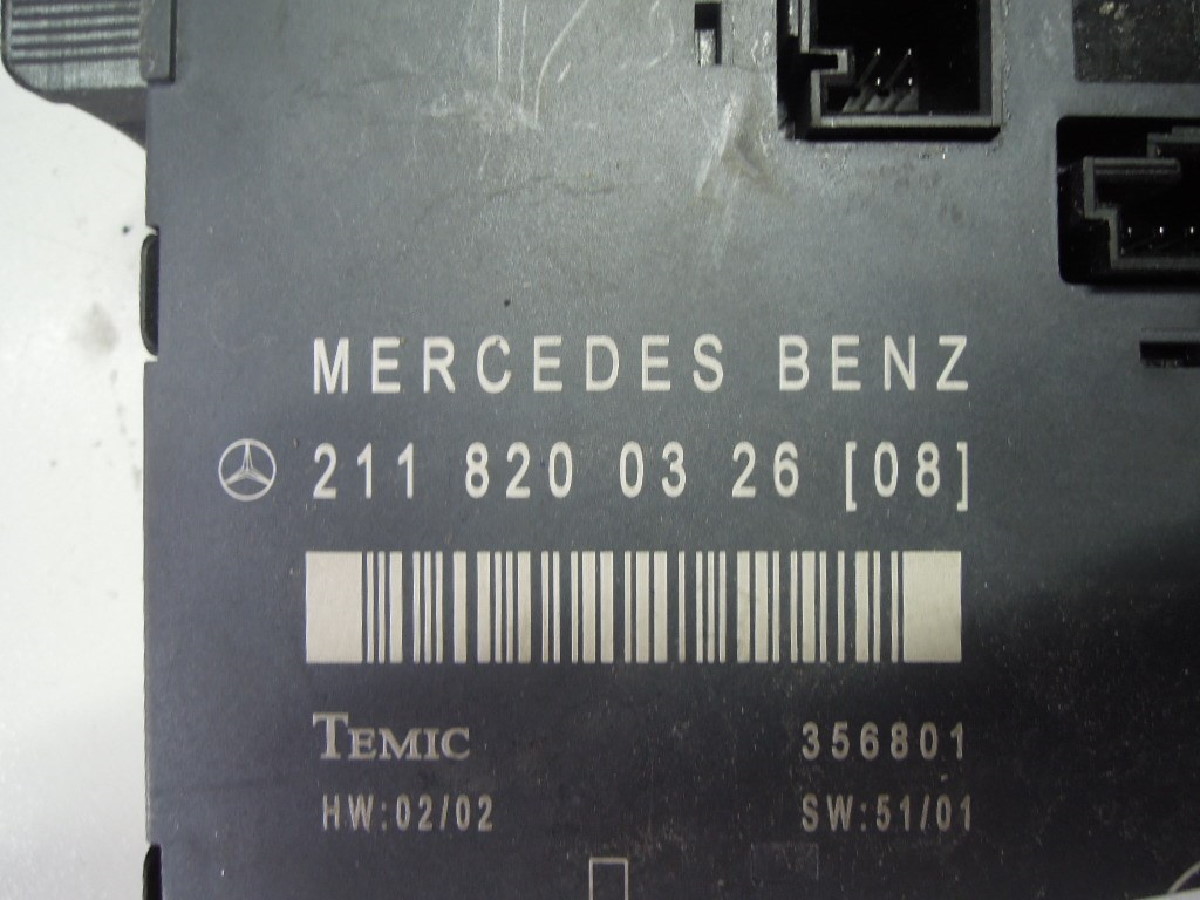 MERCEDES BENZ
211 820 03 26 [08]
TEMIC 356801
HW:02/02 SW:51/01